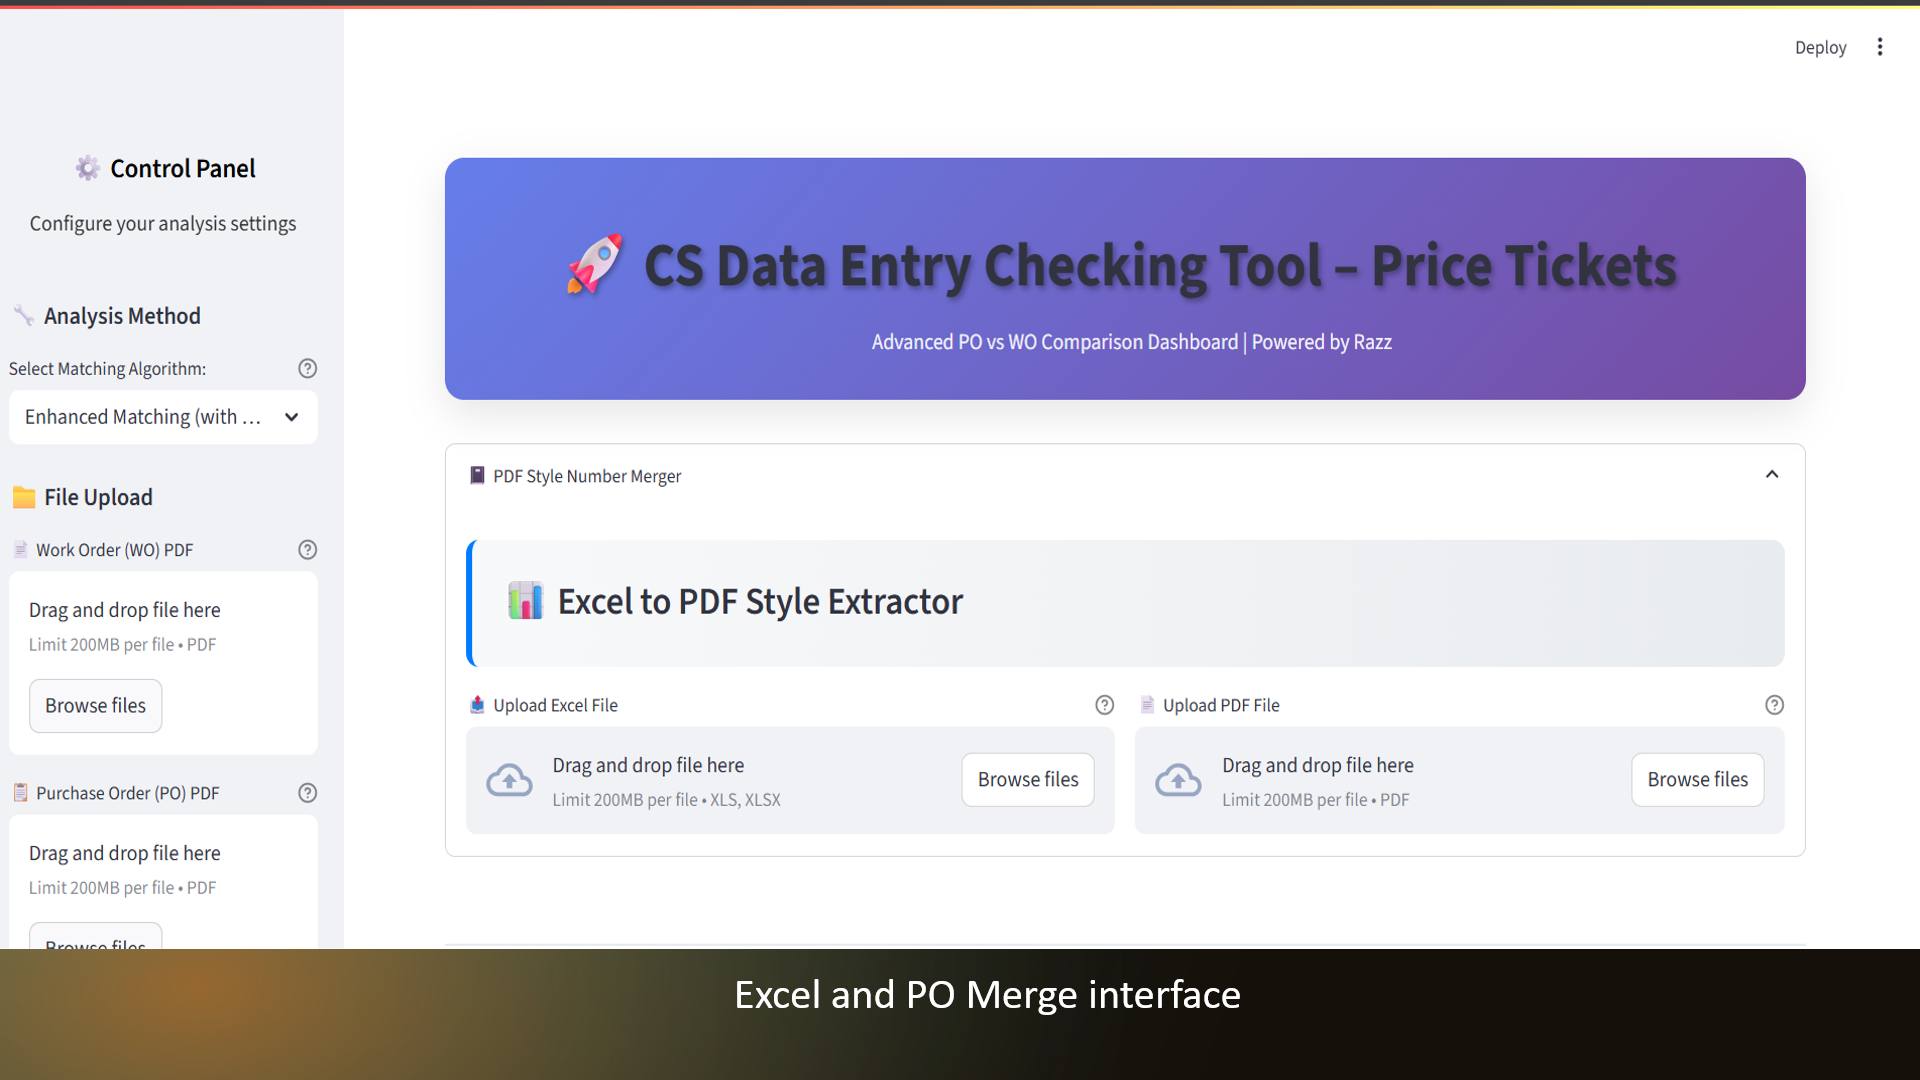 Deploy
Control Panel
Configure your analysis settings
Analysis Method
Select Matching Algorithm:
Enhanced Matching (with ...
File Upload
Work Order (WO) PDF
Drag and drop file here
Limit 200MB per file • PDF
Browse files
Purchase Order (PO) PDF
Drag and drop file here
Limit 200MB per file • PDF
Browse files
CS Data Entry Checking Tool – Price Tickets
Advanced PO vs WO Comparison Dashboard | Powered by Razz
PDF Style Number Merger
Excel to PDF Style Extractor
Upload Excel File
Drag and drop file here
Limit 200MB per file • XLS, XLSX
Browse files
Upload PDF File
Drag and drop file here
Limit 200MB per file • PDF
Browse files
Excel and PO Merge interface